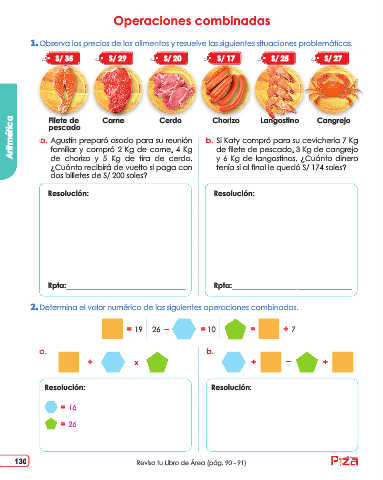 Operaciones combinadas
1. Observa los precios de los alimentos y resuelve las siguientes situaciones problemáticas.
S/ 35 S/ 29 S/ 20 S/ 17 S/ 25 S/ 27
Filete de pescado Carne Cerdo Chorizo Langostino Cangrejo
Aritmética
a. Agustín preparó asado para su reunión
familiar y compró 2 Kg de carne, 4 Kg
de chorizo y 5 Kg de tira de cerdo.
¿Cuánto recibirá de vuelto si paga con
dos billetes de S/ 200 soles?
b. Si Katy compró para su cevichería 7 Kg
de filete de pescado, 3 Kg de cangrejo
y 6 Kg de langostinos. ¿Cuánto dinero
tenía si al final le quedó S/ 174 soles?
Resolución:
Rpta:
Resolución:
Rpta:
2. Determina el valor numérico de las siguientes operaciones combinadas.
= 19 26 − = 10 = + 7
a. + x
b. + − +
Resolución:
= 16
= 26
Resolución:
130
Revisa tu Libro de Área (pág. 90 - 91)